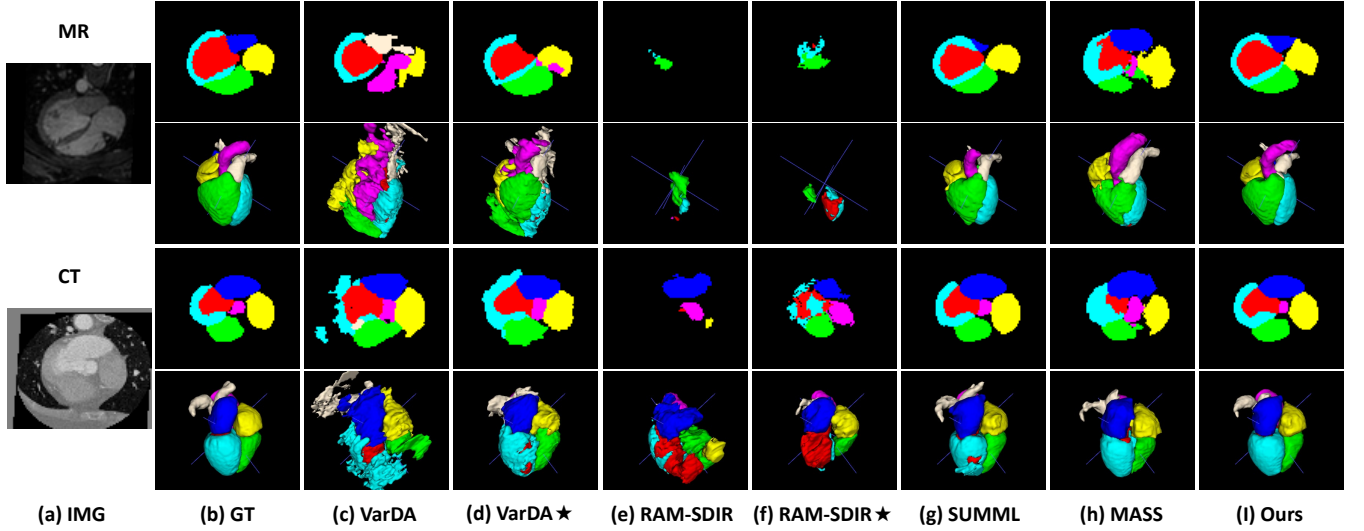 MR
CT
(a) IMG (b) GT (c) VarDA (d) VarDA★ (e) RAM-SDIR (f) RAM-SDIR★ (g) SUMML (h) MASS (I) Ours